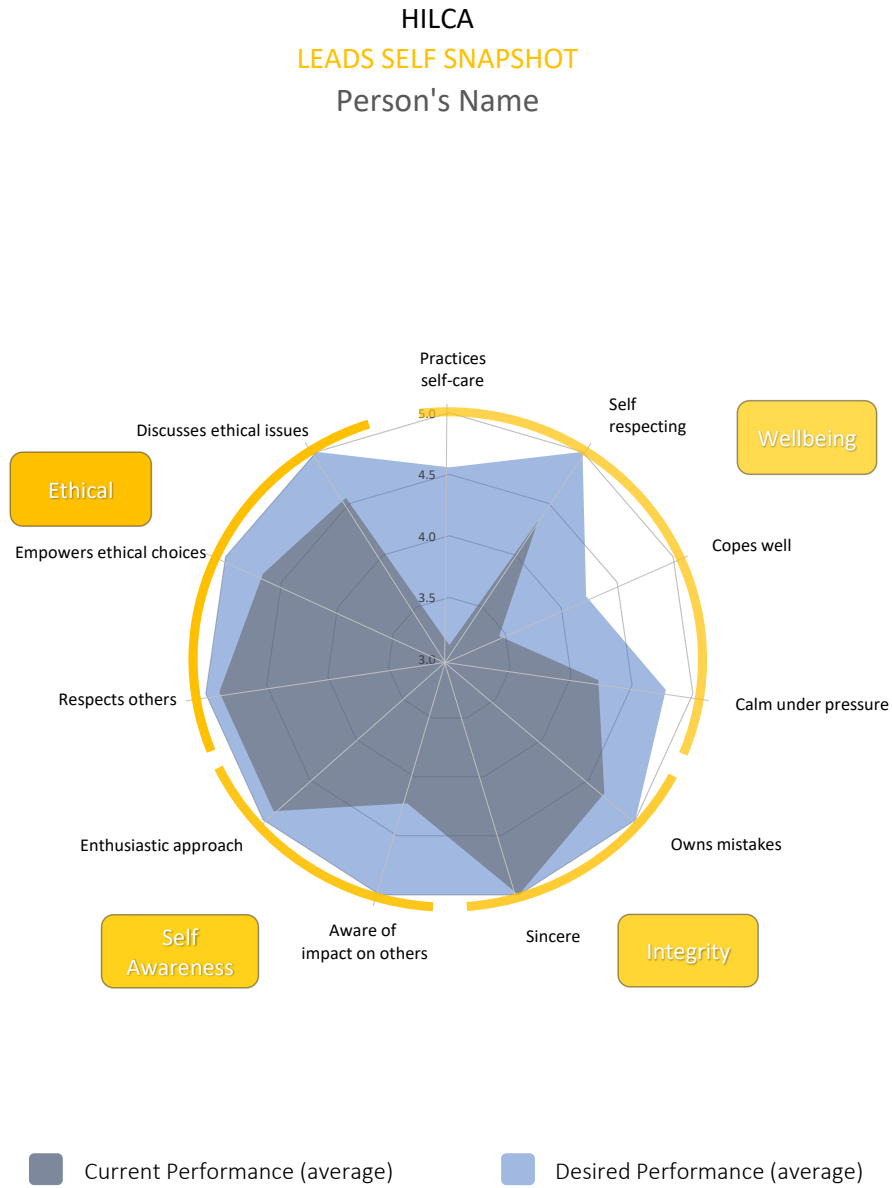 HILCA
LEADS SELF SNAPSHOT
Person's Name
Practices
self-care
Self
respecting
Wellbeing
Copes well
Calm under pressure
Owns mistakes
Integrity
Sincere
Aware of
impact on others
Self
Awareness
Enthusiastic approach
Respects others
Empowers ethical choices
Ethical
Discusses ethical issues
5.0
4.5
4.0
3.5
3.0
Current Performance (average)
Desired Performance (average)